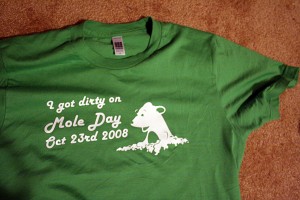 I got dirty on
Mole Day
Oct 23rd 2008